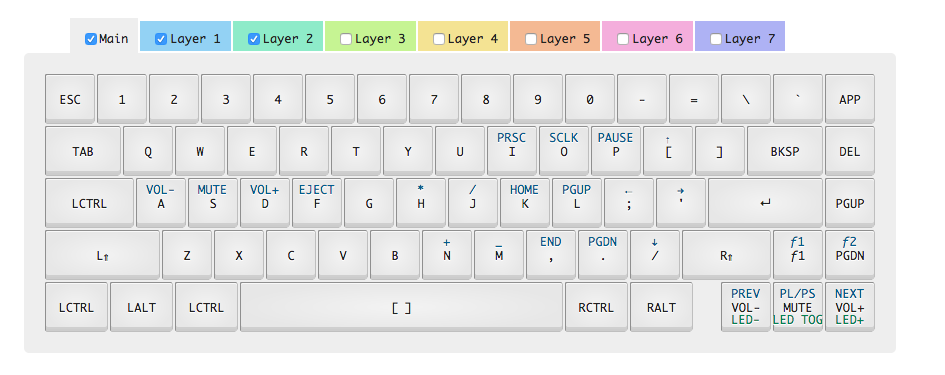 Main Layer 1 Layer 2 Layer 3 Layer 4 Layer 5 Layer 6 Layer 7
ESC 1 2 3 4 5 6 7 8 9 0 - = \ ` APP
PRSC SCLK PAUSE ↑
TAB Q W E R T Y U I O P [ ] BKSP DEL
VOL- MUTE VOL+ EJECT * / HOME PGUP ← →
LCTRL A S D F G H J K L ; ' ↵ PGUP
+ _ END PGDN ↓ ƒ1 ƒ2
L⇑ Z X C V B N M , . / R⇑ ƒ1 PGDN
PREV PL/PS NEXT
LCTRL LALT LCTRL [ ] RCTRL RALT VOL- MUTE VOL+
LED- LED TOG LED+